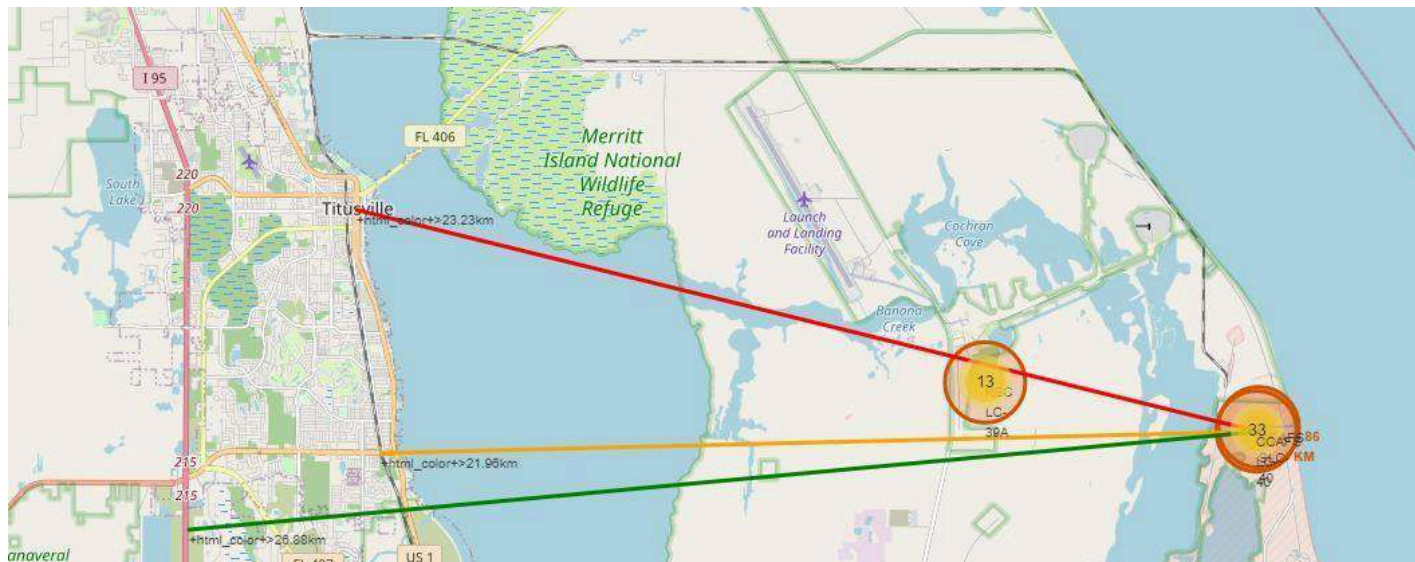 I 95
FL 406
Merritt
Island National
Wildlife
Refuge
South
Lake
220
220
Titusville
+html_color+>23.23km
Launch
and Landing
Facility
Cochran
Cove
Banana
Creek
13
LC-
39A
33
86
KM
+html_color+>21.96km
215
215
+html_color+>26.88km
anaveral
US 1